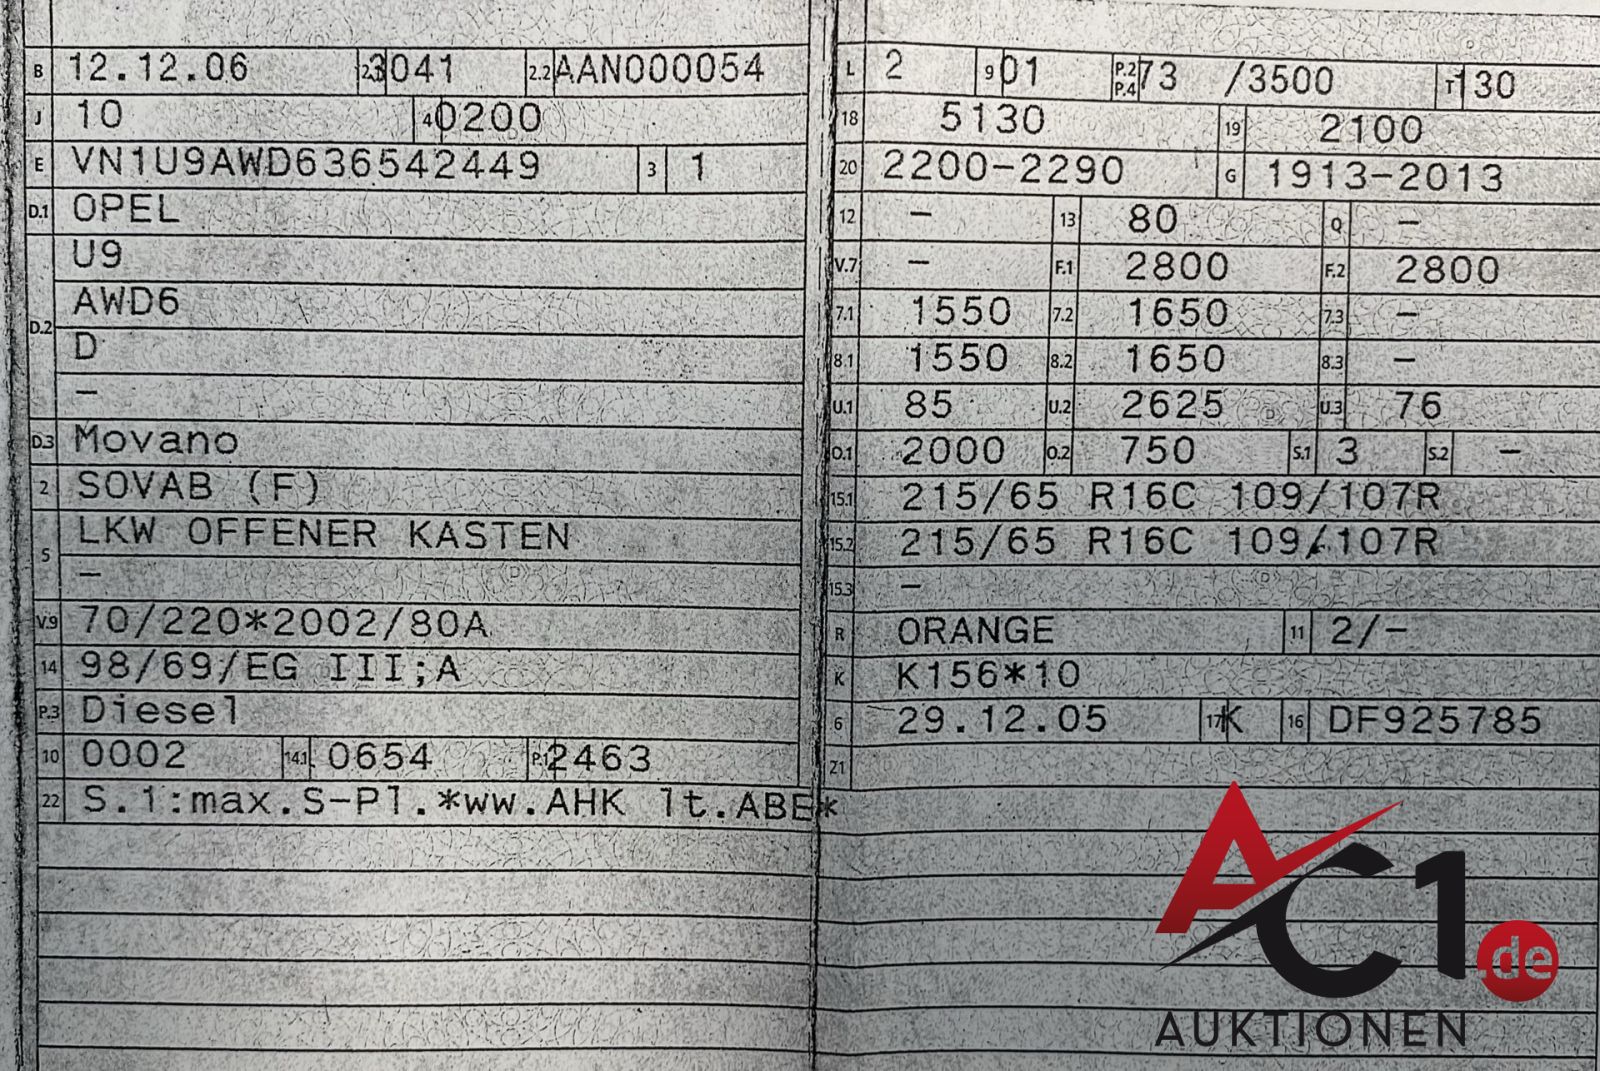 B 12.12.06 2.1 3041 2.2 AAN000054
J 10 4 0200
E VN1U9AWD636542449 3 1
D.1 OPEL
U9
D.2 AWD6
D
–
D.3 Movano
2 SOVAB (F)
5 LKW OFFENER KASTEN
–
V.9 70/220*2002/80A
14 98/69/EG III;A
P.3 Diesel
10 0002 14.1 0654 P.1 2463
22 S.1:max.S-Pl.*ww.AHK lt.ABE*
L 2 9 01 P.2 P.4 73 /3500 T 130
18 5130 19 2100
20 2200-2290 G 1913-2013
12 – 13 80 Q –
V.7 – F.1 2800 F.2 2800
7.1 1550 7.2 1650 7.3 –
8.1 1550 8.2 1650 8.3 –
U.1 85 U.2 2625 U.3 76
O.1 2000 O.2 750 S.1 3 S.2 –
15.1 215/65 R16C 109/107R
15.2 215/65 R16C 109/107R
15.3 –
R ORANGE 11 2/–
K K156*10
6 29.12.05 17 K 16 DF925785
21
AC1.de
AUKTIONEN